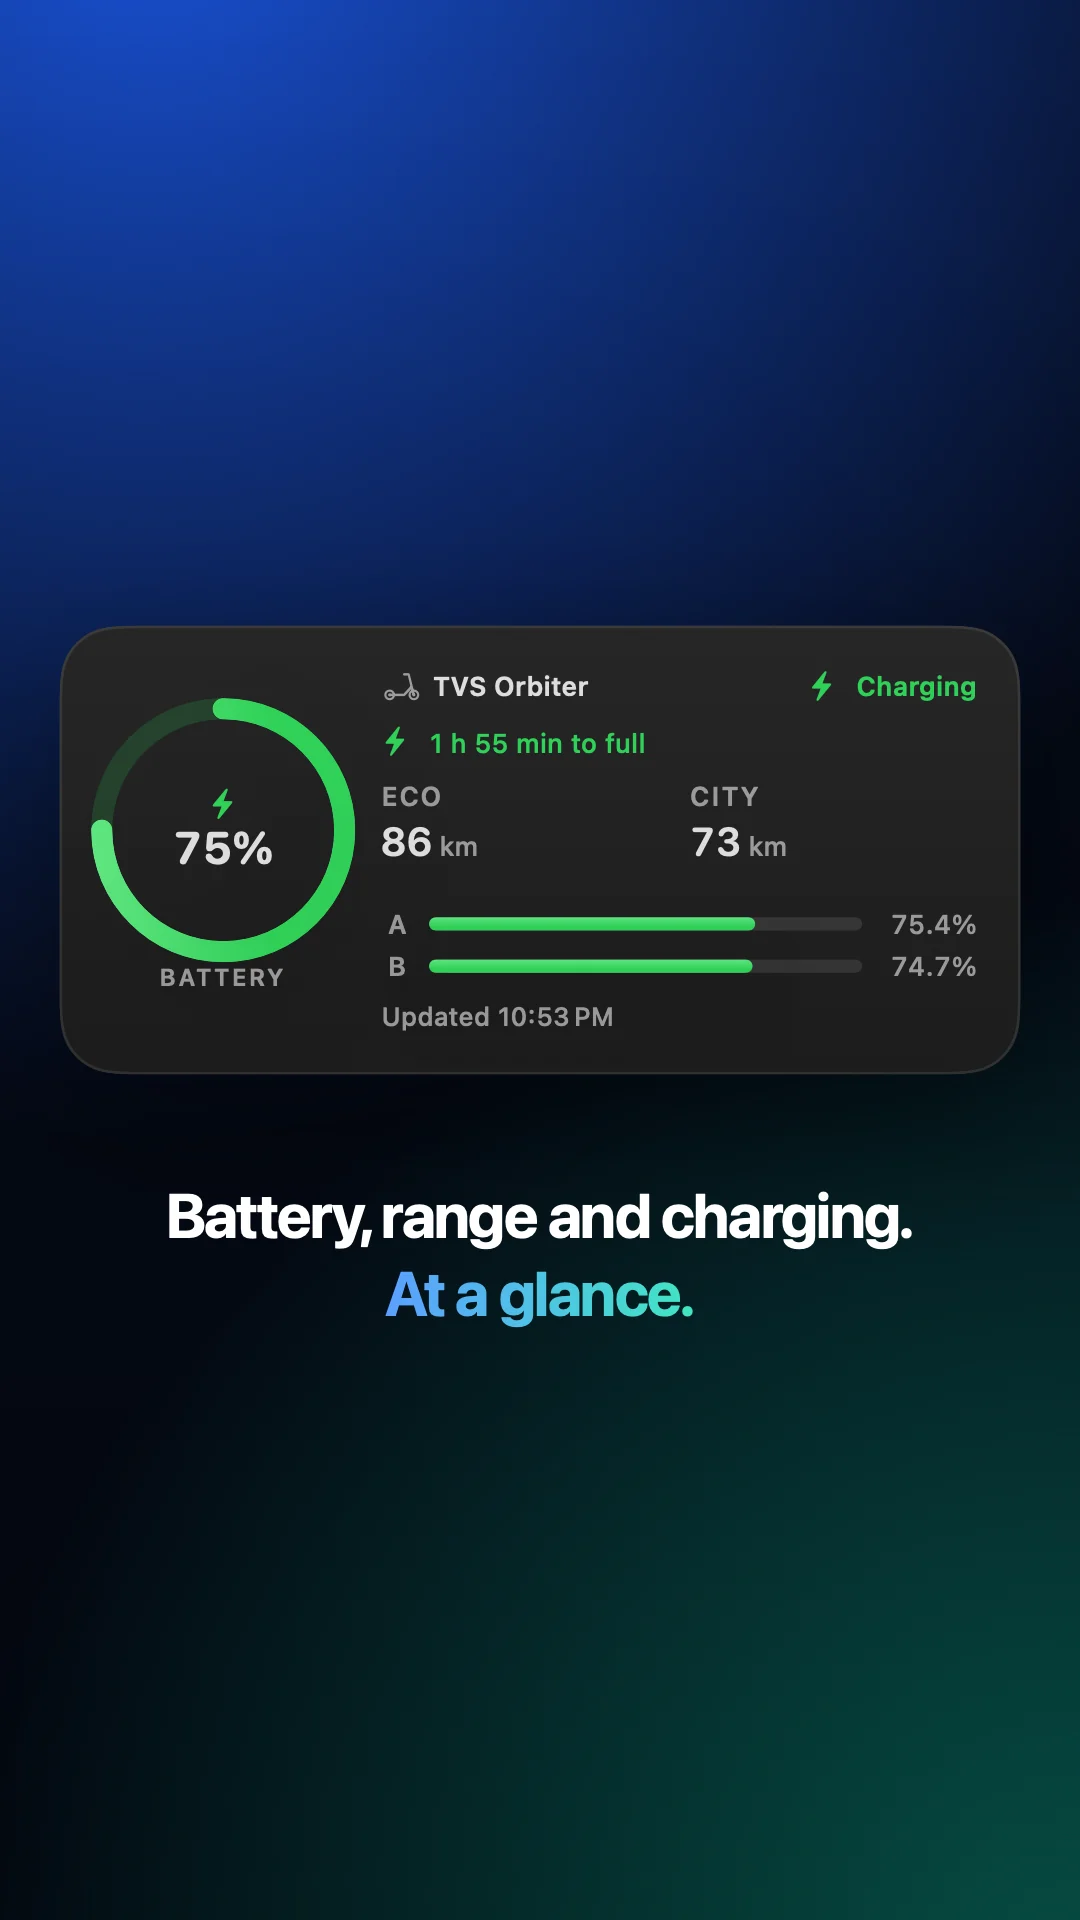 TVS Orbiter
Charging
1 h 55 min to full
75%
BATTERY
ECO
86 km
CITY
73 km
A 75.4%
B 74.7%
Updated 10:53 PM
Battery, range and charging.
At a glance.